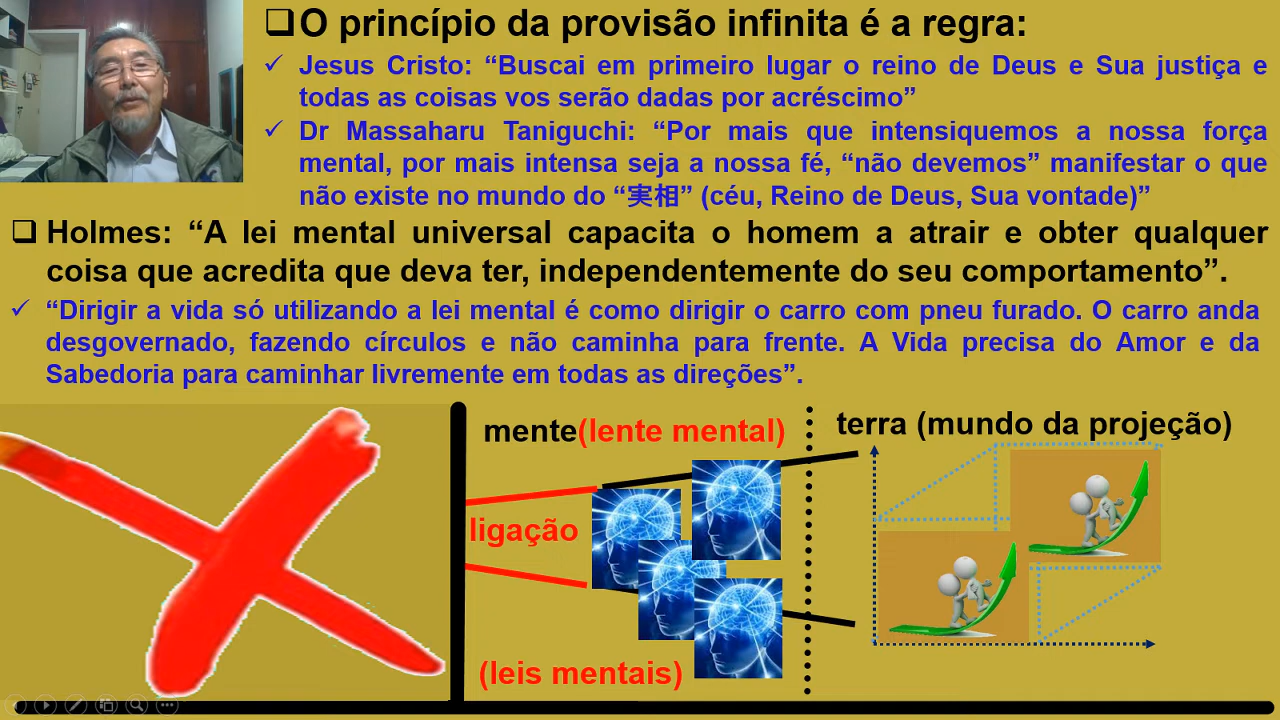 O princípio da provisão infinita é a regra:
Jesus Cristo: “Buscai em primeiro lugar o reino de Deus e Sua justiça e
todas as coisas vos serão dadas por acréscimo”
Dr Massaharu Taniguchi: “Por mais que intensiquemos a nossa força
mental, por mais intensa seja a nossa fé, “não devemos” manifestar o que
não existe no mundo do “実相” (céu, Reino de Deus, Sua vontade)”
Holmes: “A lei mental universal capacita o homem a atrair e obter qualquer
coisa que acredita que deva ter, independentemente do seu comportamento”.
“Dirigir a vida só utilizando a lei mental é como dirigir o carro com pneu furado. O carro anda
desgovernado, fazendo círculos e não caminha para frente. A Vida precisa do Amor e da
Sabedoria para caminhar livremente em todas as direções”.
mente(lente mental)
terra (mundo da projeção)
ligação
(leis mentais)